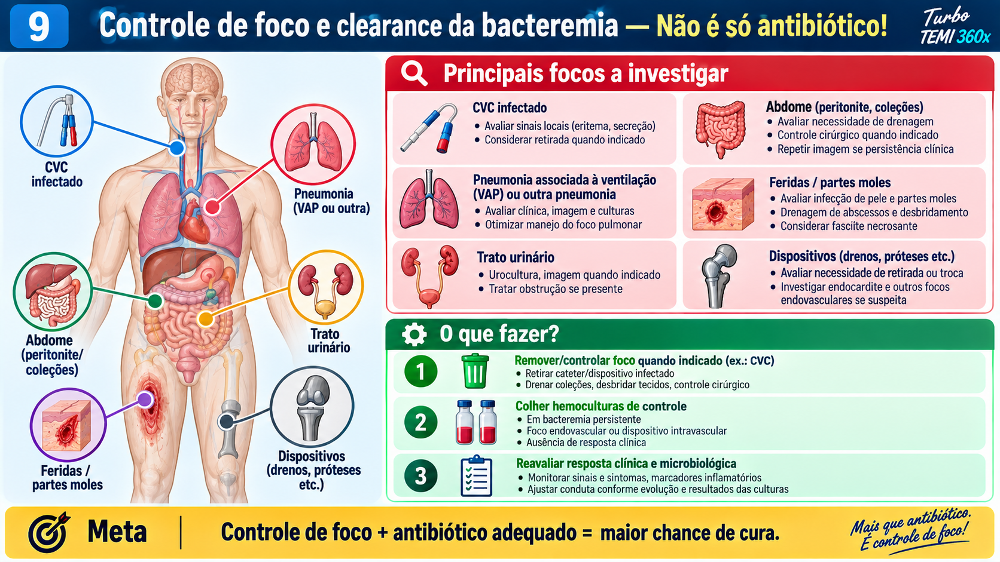 9
Controle de foco e clearance da bacteremia — Não é só antibiótico!
Turbo
TEMI 360x
CVC
infectado
Pneumonia
(VAP ou outra)
Abdome
(peritonite/
coleções)
Trato
urinário
Feridas /
partes moles
Dispositivos
(drenos, próteses
etc.)
Principais focos a investigar
CVC infectado
• Avaliar sinais locais (eritema, secreção)
• Considerar retirada quando indicado
Abdome (peritonite, coleções)
• Avaliar necessidade de drenagem
• Controle cirúrgico quando indicado
• Repetir imagem se persistência clínica
Pneumonia associada à ventilação
(VAP) ou outra pneumonia
• Avaliar clínica, imagem e culturas
• Otimizar manejo do foco pulmonar
Feridas / partes moles
• Avaliar infecção de pele e partes moles
• Drenagem de abscessos e desbridamento
• Considerar fasciíte necrosante
Trato urinário
• Urocultura, imagem quando indicado
• Tratar obstrução se presente
Dispositivos (drenos, próteses etc.)
• Avaliar necessidade de retirada ou troca
• Investigar endocardite e outros focos
endovasculares se suspeita
O que fazer?
1
Remover/controlar foco quando indicado (ex.: CVC)
• Retirar cateter/dispositivo infectado
• Drenar coleções, desbridar tecidos, controle cirúrgico
2
Colher hemoculturas de controle
• Em bacteremia persistente
• Foco endovascular ou dispositivo intravascular
• Ausência de resposta clínica
3
Reavaliar resposta clínica e microbiológica
• Monitorar sinais e sintomas, marcadores inflamatórios
• Ajustar conduta conforme evolução e resultados das culturas
Meta
Controle de foco + antibiótico adequado = maior chance de cura.
Mais que antibiótico.
É controle de foco!